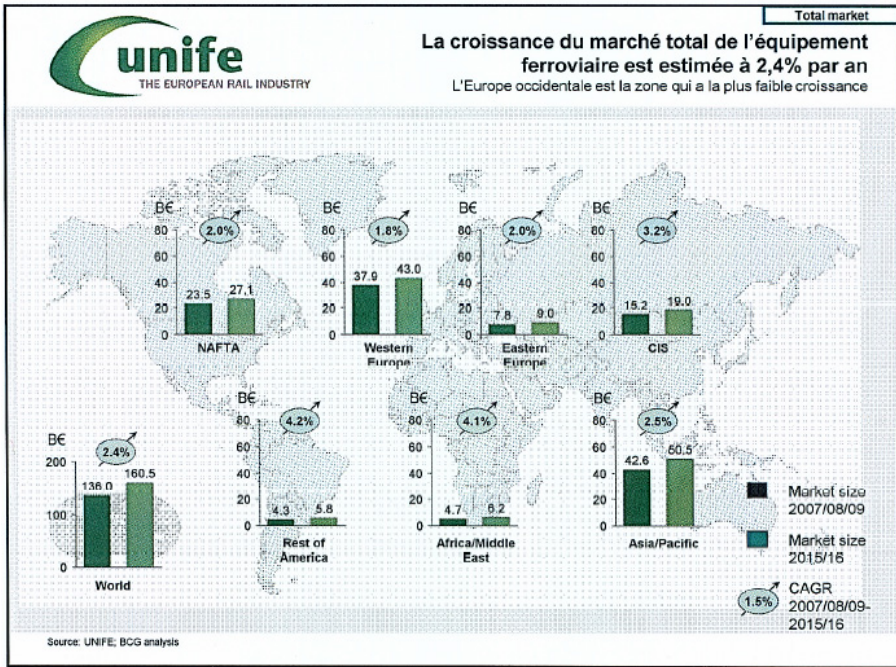 Total market
unife
THE EUROPEAN RAIL INDUSTRY
La croissance du marché total de l'équipement
ferroviaire est estimée à 2,4% par an
L'Europe occidentale est la zone qui a la plus faible croissance
B€
80
60
40
20
0
2.0%
23.5
27.1
NAFTA
B€
80
60
40
20
0
1.8%
37.9
43.0
Western
Europe
B€
80
60
40
20
0
2.0%
7.8
9.0
Eastern
Europe
B€
80
60
40
20
0
3.2%
15.2
19.0
CIS
B€
200
100
0
2.4%
136.0
160.5
World
B€
80
60
40
20
0
4.2%
4.3
5.8
Rest of
America
B€
80
60
40
20
0
4.1%
4.7
6.2
Africa/Middle
East
B€
80
60
40
20
0
2.5%
42.6
50.5
Asia/Pacific
Market size
2007/08/09
Market size
2015/16
1.5%
CAGR
2007/08/09-
2015/16
Source: UNIFE; BCG analysis